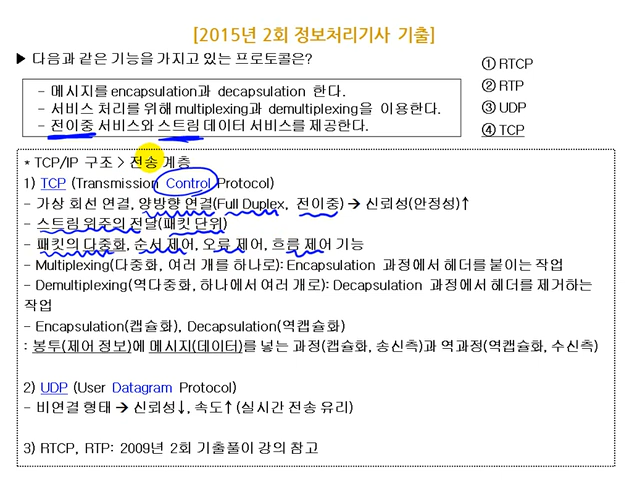 [2015년 2회 정보처리기사 기출]
▶ 다음과 같은 기능을 가지고 있는 프로토콜은?
① RTCP
② RTP
③ UDP
④ TCP
- 메시지를 encapsulation과 decapsulation 한다.
- 서비스 처리를 위해 multiplexing과 demultiplexing을 이용한다.
- 전이중 서비스와 스트림 데이터 서비스를 제공한다.
* TCP/IP 구조 > 전송 계층
1) TCP (Transmission Control Protocol)
- 가상 회선 연결, 양방향 연결(Full Duplex, 전이중) → 신뢰성(안정성)↑
- 스트림 위주의 전달(패킷 단위)
- 패킷의 다중화, 순서 제어, 오류 제어, 흐름 제어 기능
- Multiplexing(다중화, 여러 개를 하나로): Encapsulation 과정에서 헤더를 붙이는 작업
- Demultiplexing(역다중화, 하나에서 여러 개로): Decapsulation 과정에서 헤더를 제거하는
작업
- Encapsulation(캡슐화), Decapsulation(역캡슐화)
: 봉투(제어 정보)에 메시지(데이터)를 넣는 과정(캡슐화, 송신측)과 역과정(역캡슐화, 수신측)
2) UDP (User Datagram Protocol)
- 비연결 형태 → 신뢰성↓, 속도↑ (실시간 전송 유리)
3) RTCP, RTP: 2009년 2회 기출풀이 강의 참고